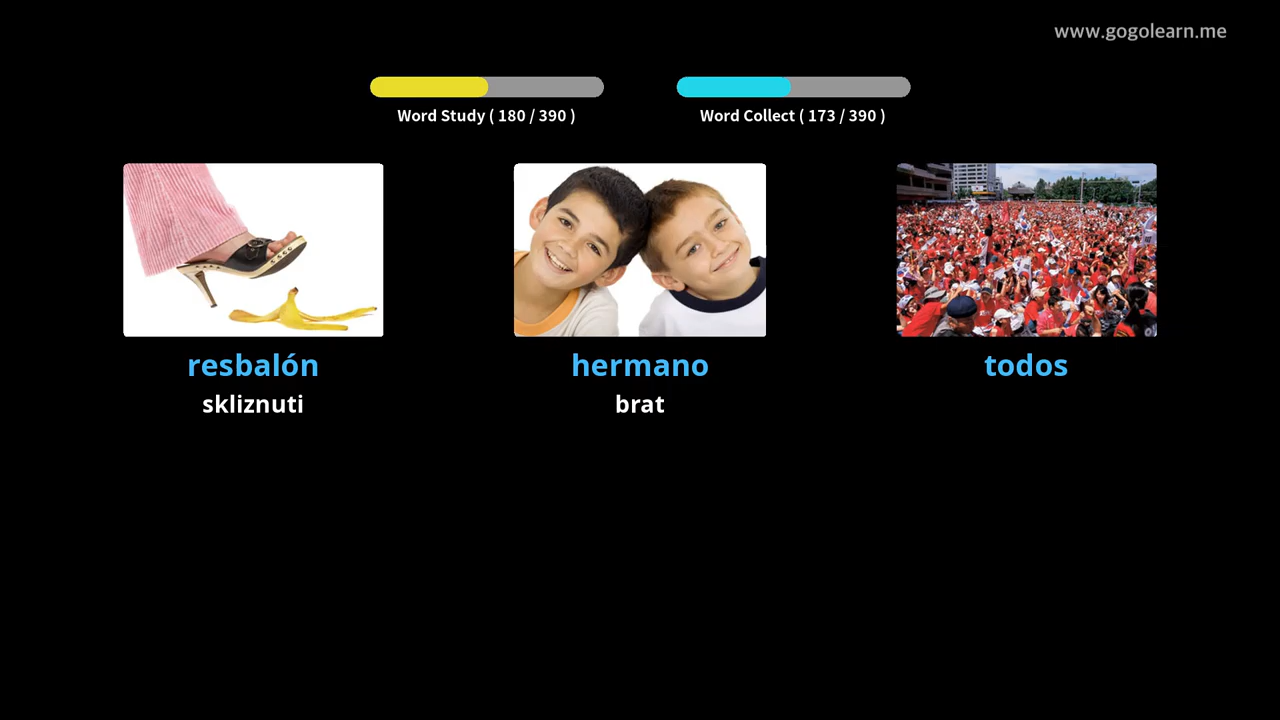 www.gogolearn.me
Word Study ( 180 / 390 )
Word Collect ( 173 / 390 )
resbalón
hermano
todos
skliznuti
brat